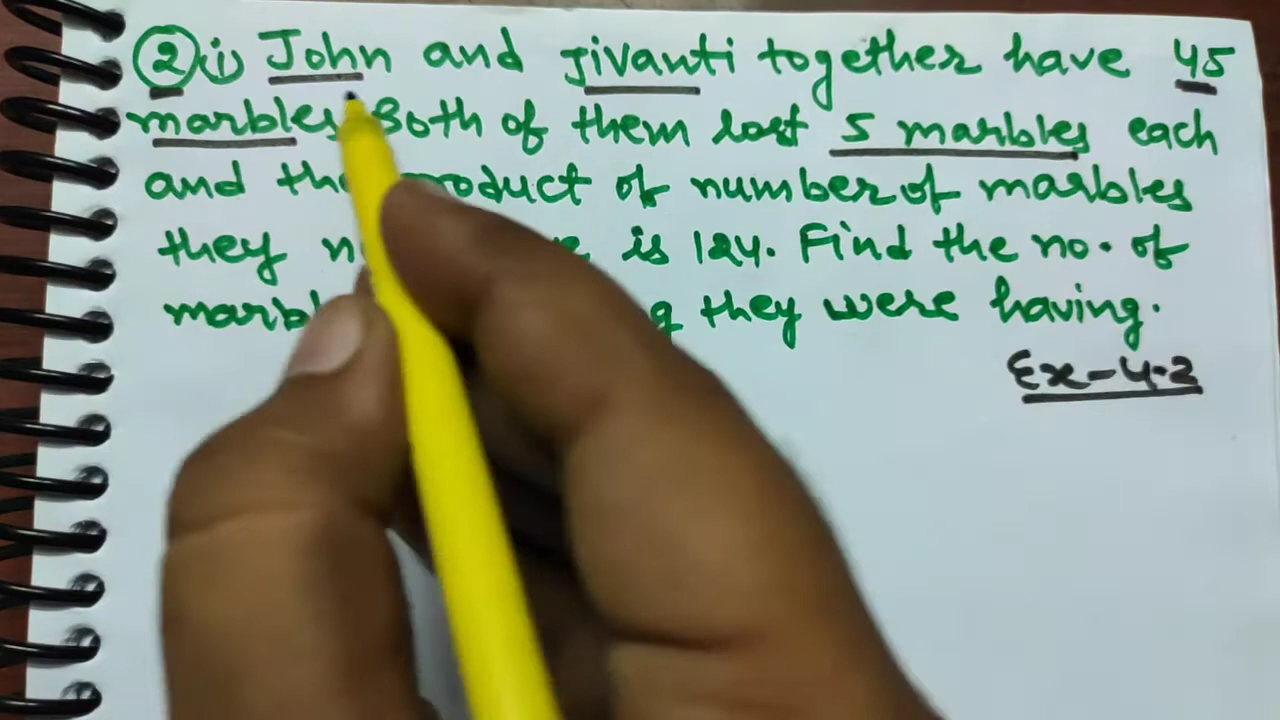 2 i) John and Jivanti together have 45
marbles Both of them lost 5 marbles each
and the product of number of marbles
they is 124. Find the no. of
they were having.
Ex-4.2